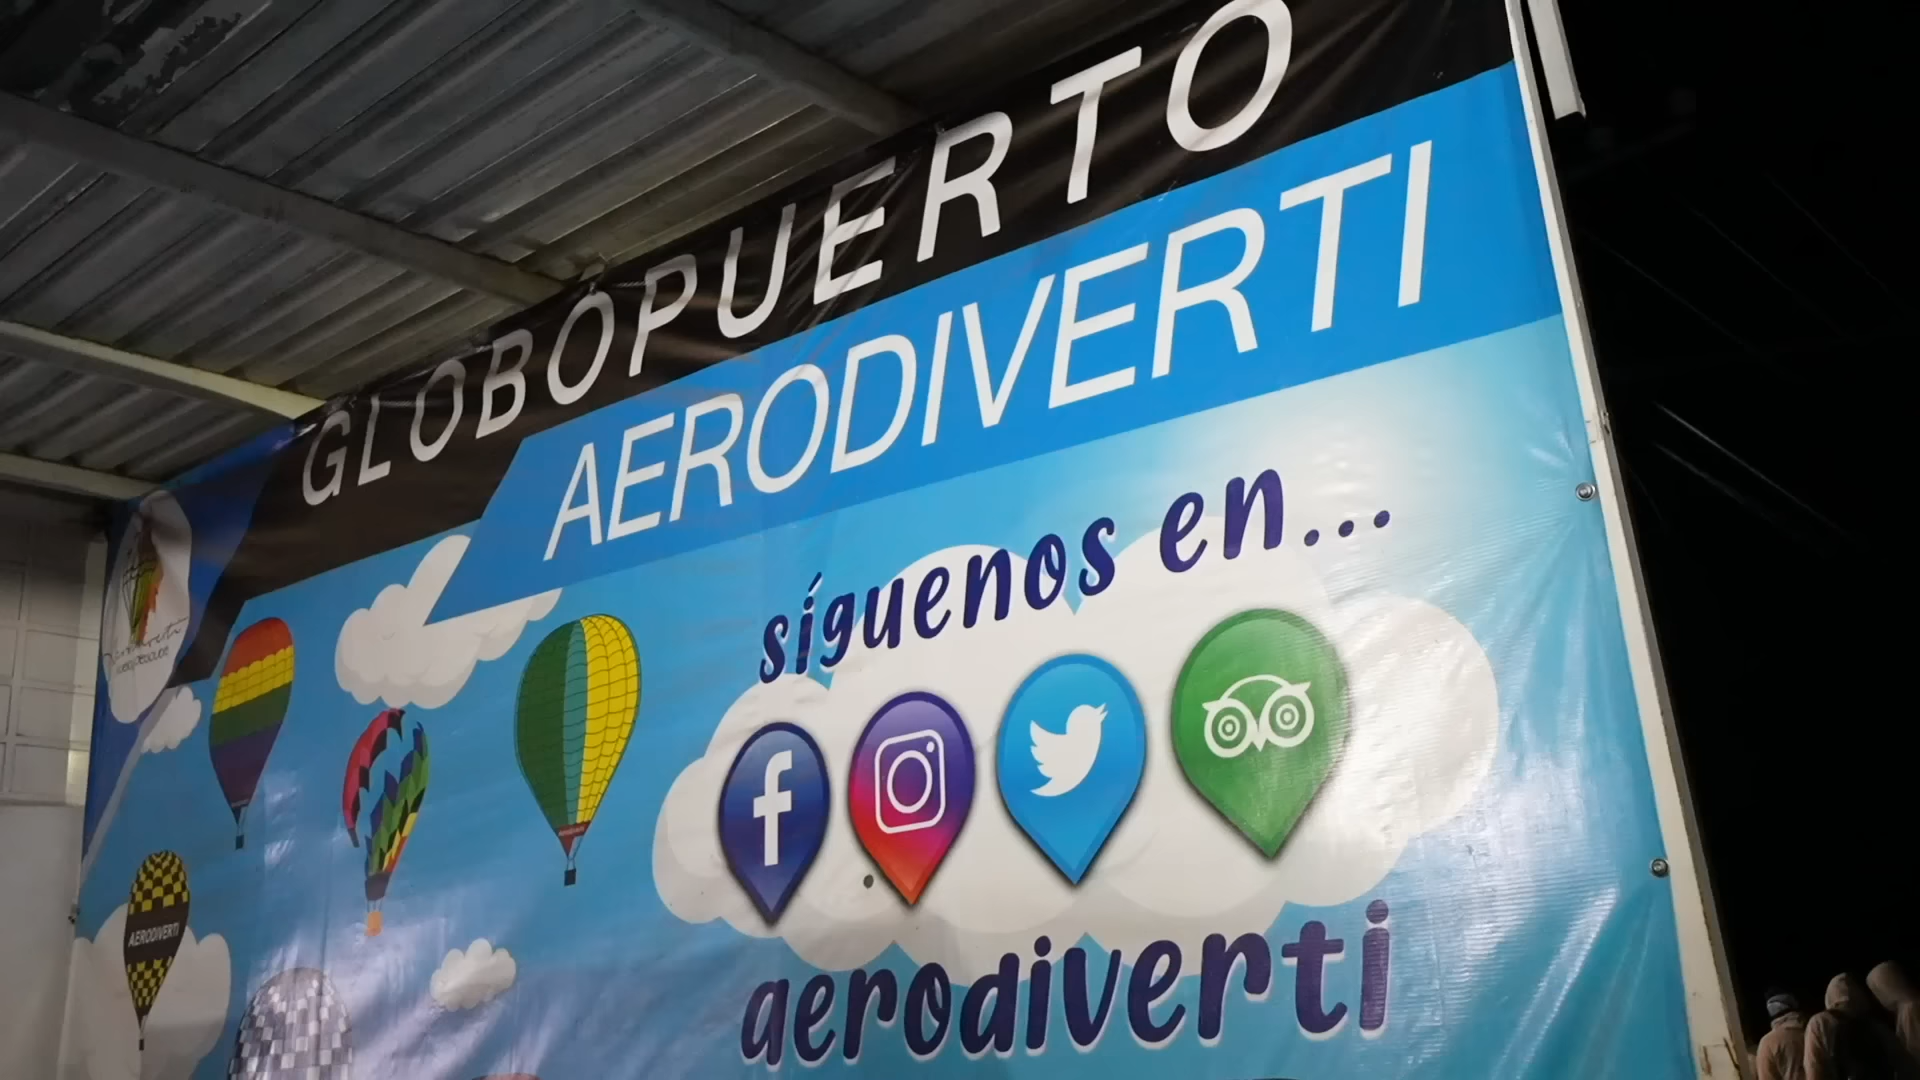 GLOBOPUERTO
AERODIVERTI
síguenos en...
f
aerodiverti
AERODIVERTI